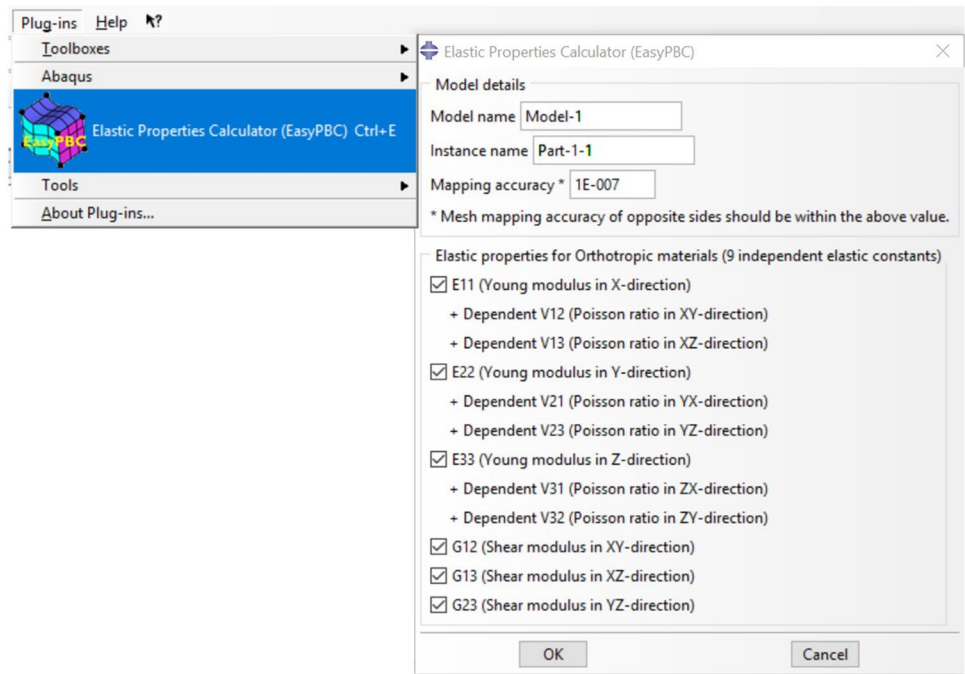 Plug-ins Help
Toolboxes
Abaqus
EasyPBC
Elastic Properties Calculator (EasyPBC) Ctrl+E
Tools
About Plug-ins...
Elastic Properties Calculator (EasyPBC)
Model details
Model name Model-1
Instance name Part-1-1
Mapping accuracy * 1E-007
* Mesh mapping accuracy of opposite sides should be within the above value.
Elastic properties for Orthotropic materials (9 independent elastic constants)
E11 (Young modulus in X-direction)
+ Dependent V12 (Poisson ratio in XY-direction)
+ Dependent V13 (Poisson ratio in XZ-direction)
E22 (Young modulus in Y-direction)
+ Dependent V21 (Poisson ratio in YX-direction)
+ Dependent V23 (Poisson ratio in YZ-direction)
E33 (Young modulus in Z-direction)
+ Dependent V31 (Poisson ratio in ZX-direction)
+ Dependent V32 (Poisson ratio in ZY-direction)
G12 (Shear modulus in XY-direction)
G13 (Shear modulus in XZ-direction)
G23 (Shear modulus in YZ-direction)
OK Cancel